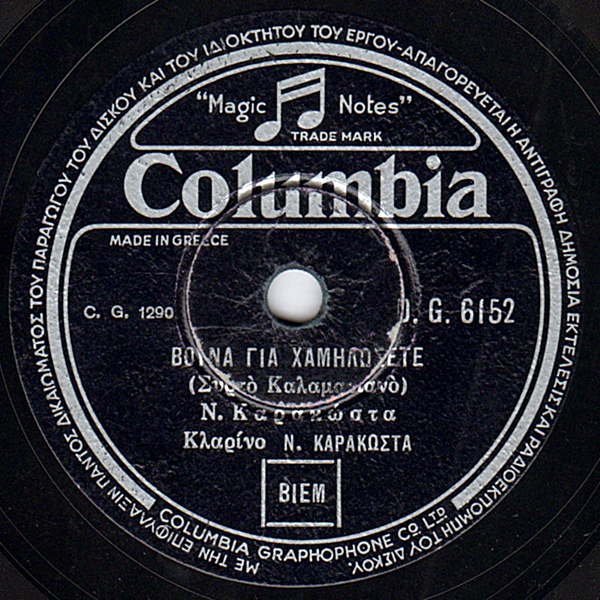 ΜΕ ΤΗΝ ΕΠΙΦΥΛΑΞΙΝ ΠΑΝΤΟΣ ΔΙΚΑΙΩΜΑΤΟΣ ΤΟΥ ΠΑΡΑΓΩΓΟΥ ΤΟΥ ΔΙΣΚΟΥ ΚΑΙ ΤΟΥ ΙΔΙΟΚΤΗΤΟΥ ΤΟΥ ΕΡΓΟΥ-ΑΠΑΓΟΡΕΥΕΤΑΙ Η ΑΝΤΙΓΡΑΦΗ ΔΗΜΟΣΙΑ ΕΚΤΕΛΕΣΙΣ ΚΑΙ ΡΑΔΙΟΕΚΠΟΜΠΗ ΤΟΥ ΔΙΣΚΟΥ.
"Magic Notes"
TRADE MARK
Columbia
MADE IN GREECE
C. G. 1290
D. G. 6152
ΒΟΥΝΑ ΓΙΑ ΧΑΜΗΛΩΣΕΤΕ
(Συρτὸ Καλαματιανὸ)
Ν. Καρακώστα
Κλαρίνο Ν. ΚΑΡΑΚΩΣΤΑ
BIEM
COLUMBIA GRAPHOPHONE CO. LTD